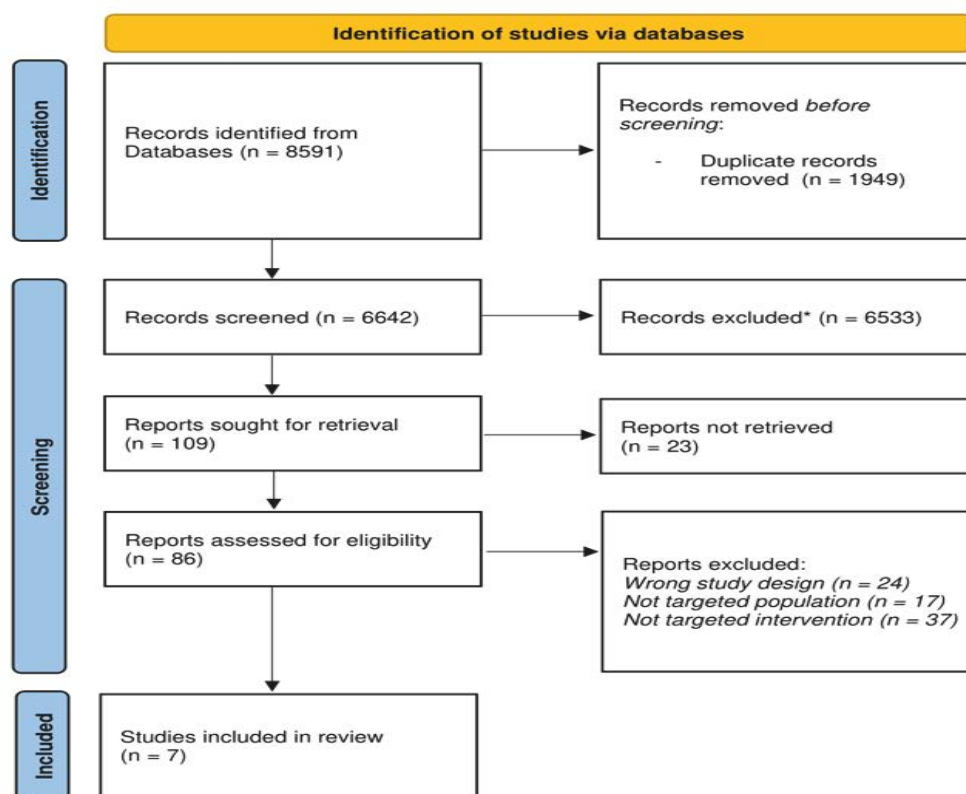 Identification of studies via databases
Identification
Records identified from
Databases (n = 8591)
Records removed before
screening:
- Duplicate records
removed (n = 1949)
Screening
Records screened (n = 6642)
Records excluded* (n = 6533)
Reports sought for retrieval
(n = 109)
Reports not retrieved
(n = 23)
Reports assessed for eligibility
(n = 86)
Reports excluded:
Wrong study design (n = 24)
Not targeted population (n = 17)
Not targeted intervention (n = 37)
Included
Studies included in review
(n = 7)